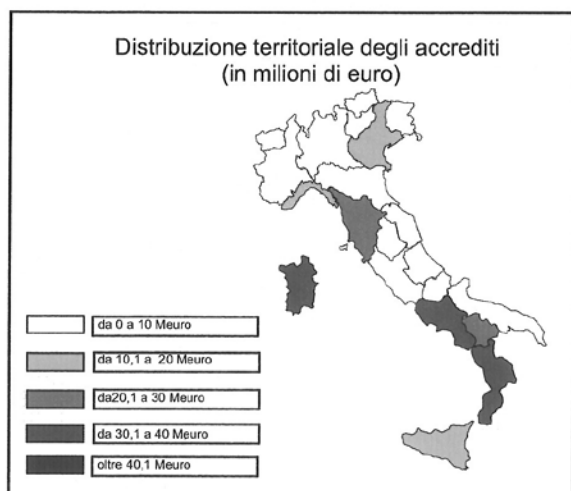 Distribuzione territoriale degli accrediti
(in milioni di euro)
da 0 a 10 Meuro
da 10,1 a 20 Meuro
da20,1 a 30 Meuro
da 30,1 a 40 Meuro
oltre 40,1 Meuro